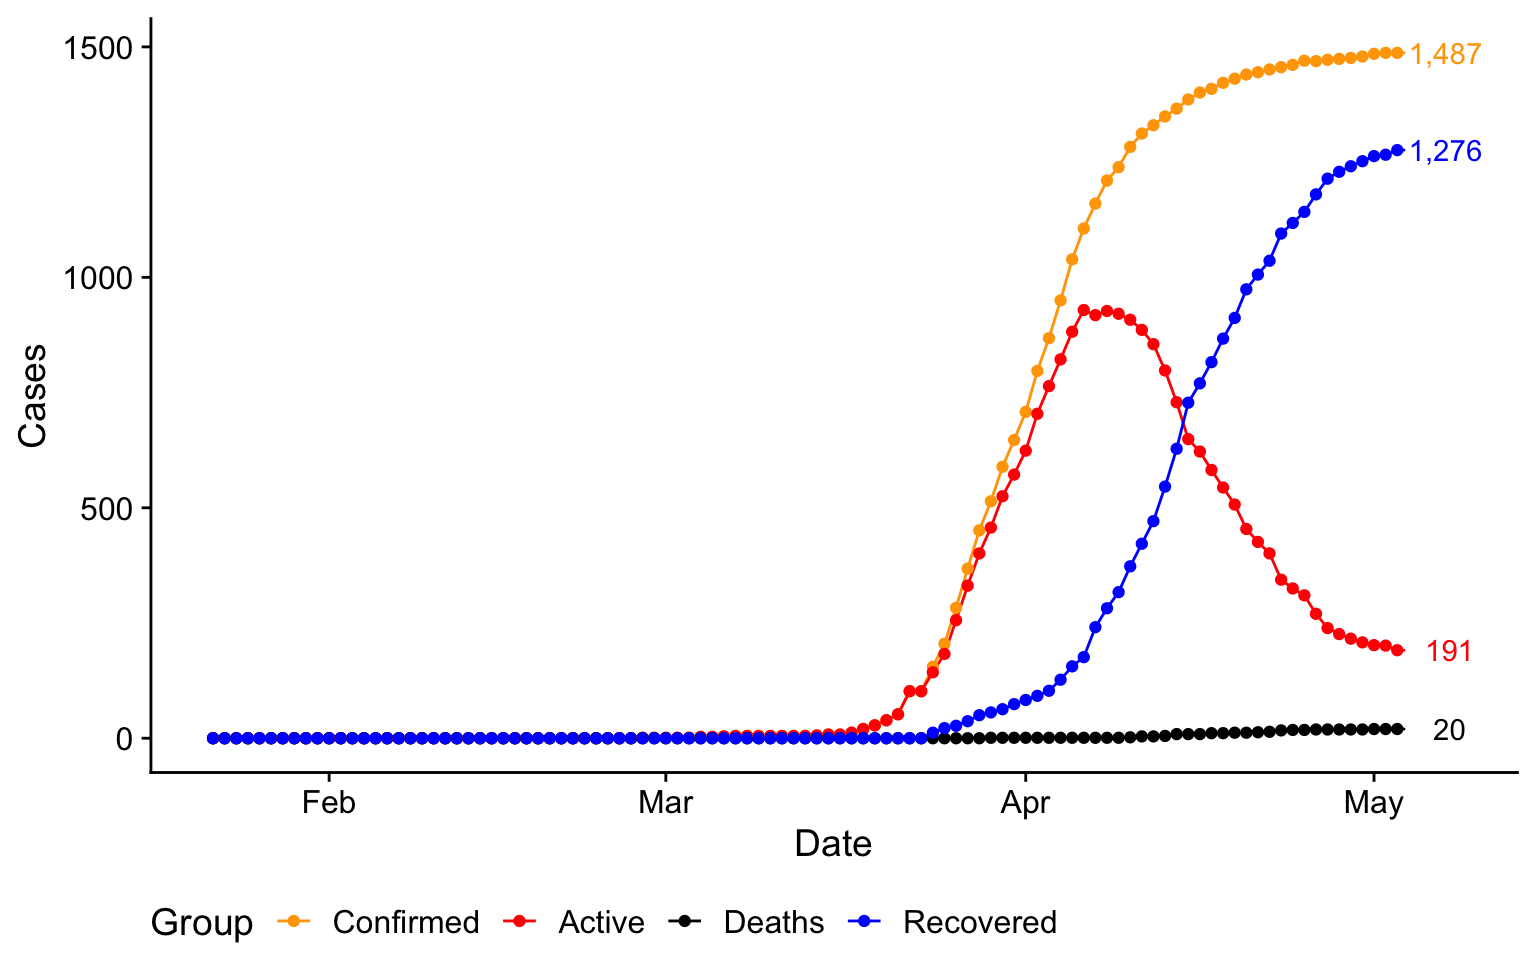 1500
1,487
1,276
1000
Cases
500
191
20
0
Feb Mar Apr May
Date
Group Confirmed Active Deaths Recovered